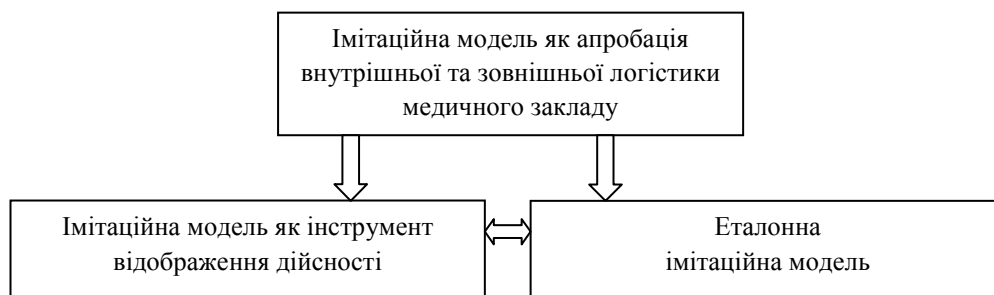 Імітаційна модель як апробація
внутрішньої та зовнішньої логістики
медичного закладу
Імітаційна модель як інструмент
відображення дійсності
Еталонна
імітаційна модель